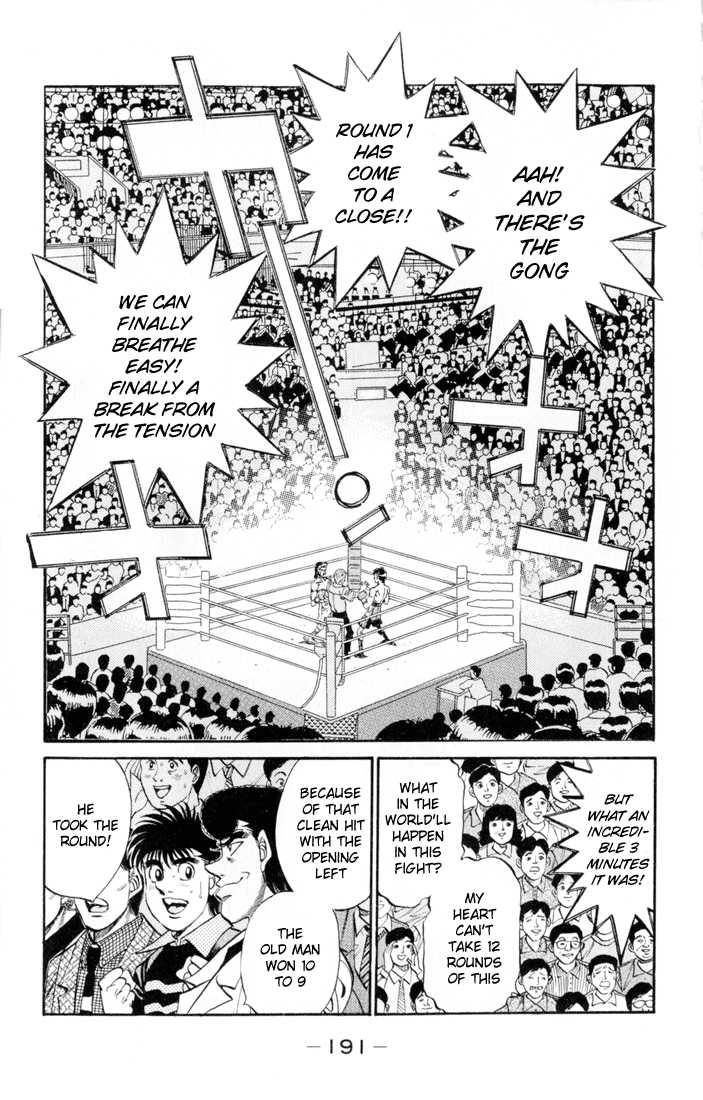 AAH!
AND
THERE'S
THE
GONG
ROUND 1
HAS
COME
TO A
CLOSE!!
カーン
WE CAN
FINALLY
BREATHE
EASY!
FINALLY A
BREAK FROM
THE TENSION
BUT
WHAT AN
INCREDI-
BLE 3
MINUTES
IT WAS!
WHAT
IN THE
WORLD'LL
HAPPEN
IN THIS
FIGHT?
MY
HEART
CAN'T
TAKE 12
ROUNDS
OF THIS
BECAUSE
OF THAT
CLEAN HIT
WITH THE
OPENING
LEFT
THE
OLD MAN
WON 10
TO 9
HE
TOOK THE
ROUND!
— 191 —